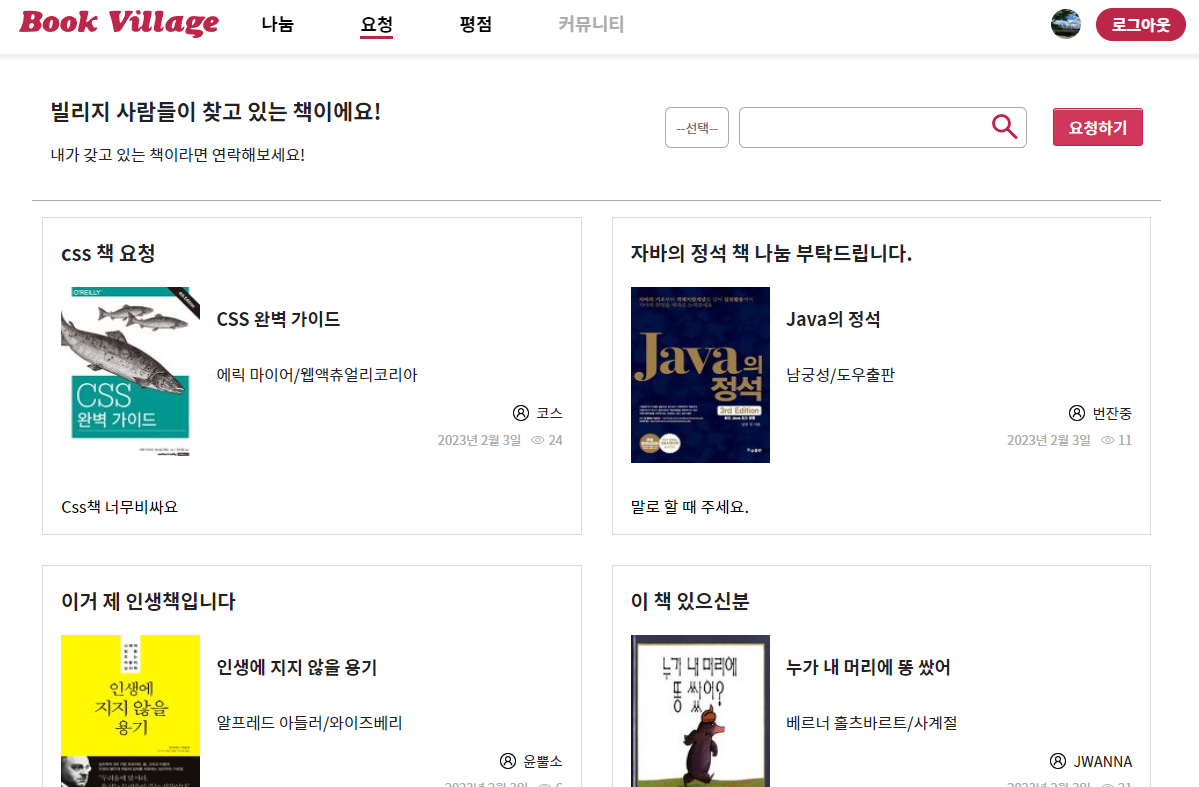 Book Village
나눔
요청
평점
커뮤니티
로그아웃
빌리지 사람들이 찾고 있는 책이에요!
내가 갖고 있는 책이라면 연락해보세요!
--선택--
요청하기
css 책 요청
O'REILLY
CSS
완벽 가이드
CSS 완벽 가이드
에릭 마이어/웹액츄얼리코리아
코스
2023년 2월 3일 24
Css책 너무비싸요
자바의 정석 책 나눔 부탁드립니다.
Java의
정석
3rd Edition
Java의 정석
남궁성/도우출판
번잔중
2023년 2월 3일 11
말로 할 때 주세요.
이거 제 인생책입니다
인생에
지지 않을
용기
인생에 지지 않을 용기
알프레드 아들러/와이즈베리
윤뿔소
이 책 있으신분
누가 내 머리에
똥 쌌어?
누가 내 머리에 똥 쌌어
베르너 홀츠바르트/사계절
JWANNA